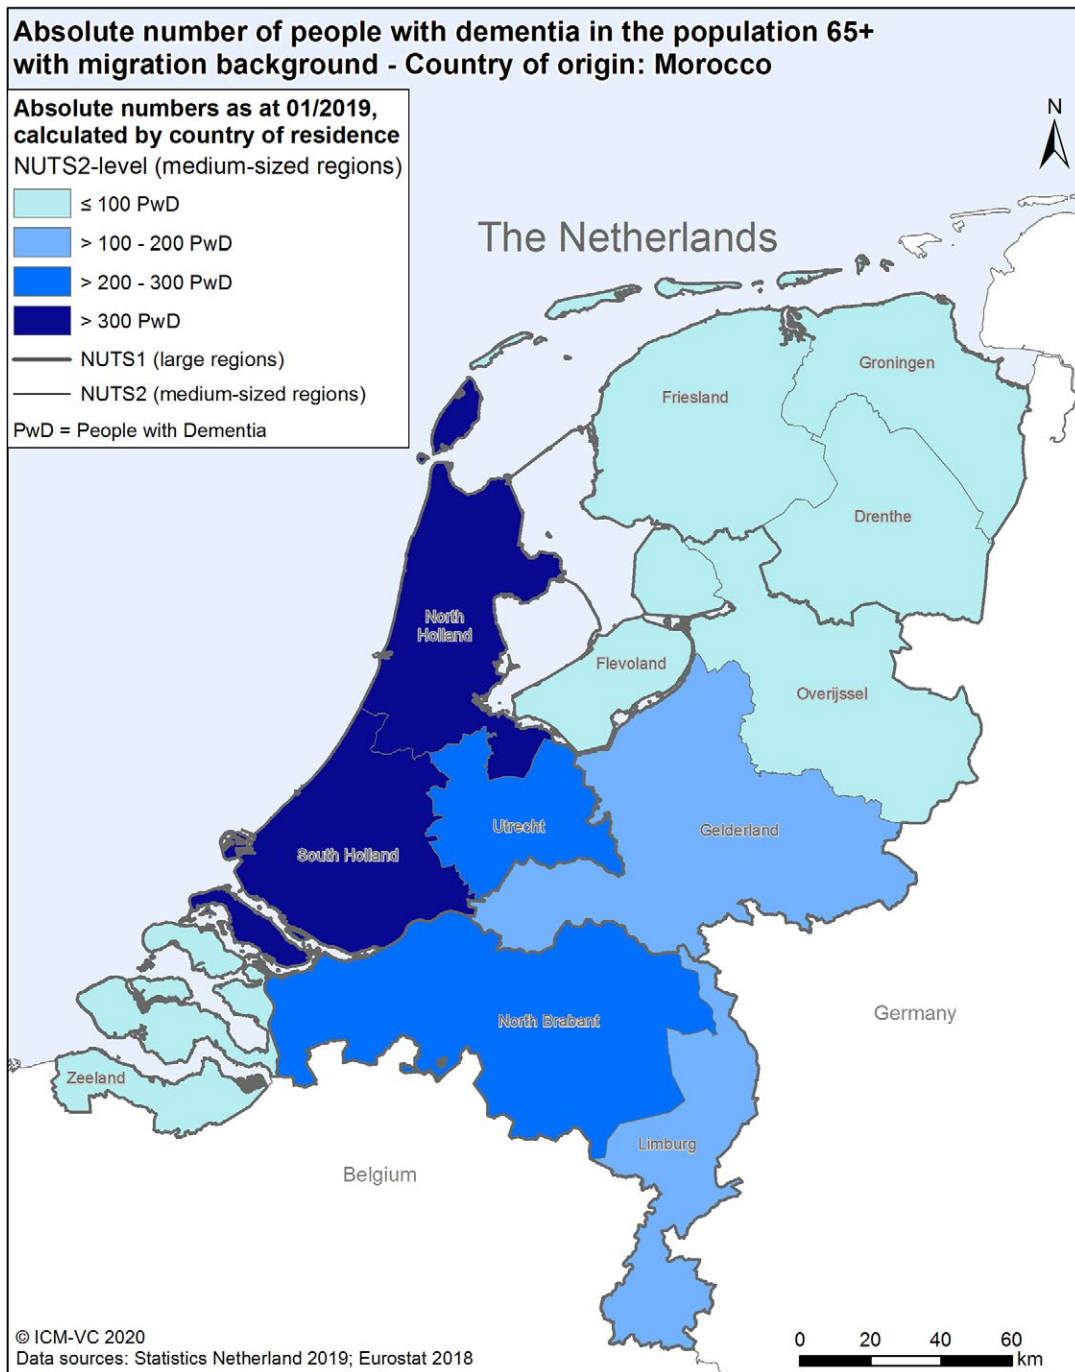 Absolute number of people with dementia in the population 65+
with migration background - Country of origin: Morocco
Absolute numbers as at 01/2019,
calculated by country of residence
NUTS2-level (medium-sized regions)
≤ 100 PwD
> 100 - 200 PwD
> 200 - 300 PwD
> 300 PwD
NUTS1 (large regions)
NUTS2 (medium-sized regions)
PwD = People with Dementia
N
The Netherlands
Groningen
Friesland
Drenthe
North
Holland
Flevoland
Overijssel
Utrecht
Gelderland
South Holland
North Brabant
Germany
Zeeland
Limburg
Belgium
© ICM-VC 2020
Data sources: Statistics Netherland 2019; Eurostat 2018
0 20 40 60
km